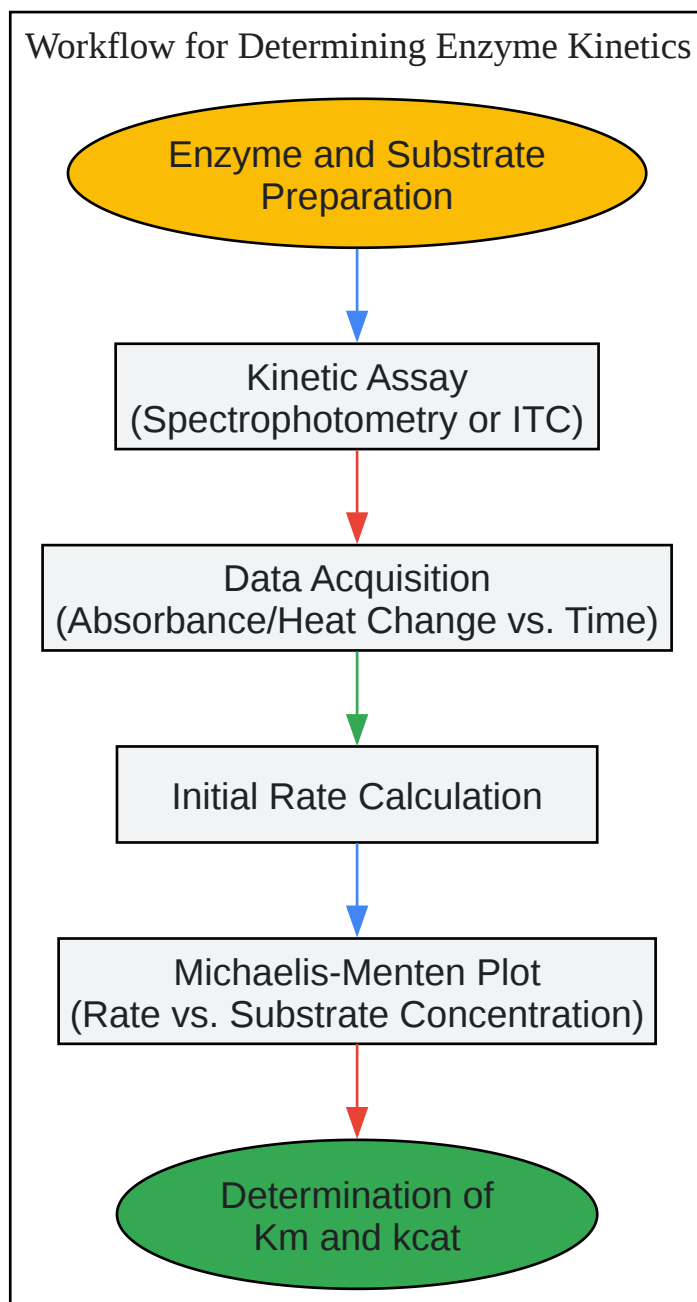 Workflow for Determining Enzyme Kinetics
Enzyme and Substrate
Preparation
Kinetic Assay
(Spectrophotometry or ITC)
Data Acquisition
(Absorbance/Heat Change vs. Time)
Initial Rate Calculation
Michaelis-Menten Plot
(Rate vs. Substrate Concentration)
Determination of
Km and kcat